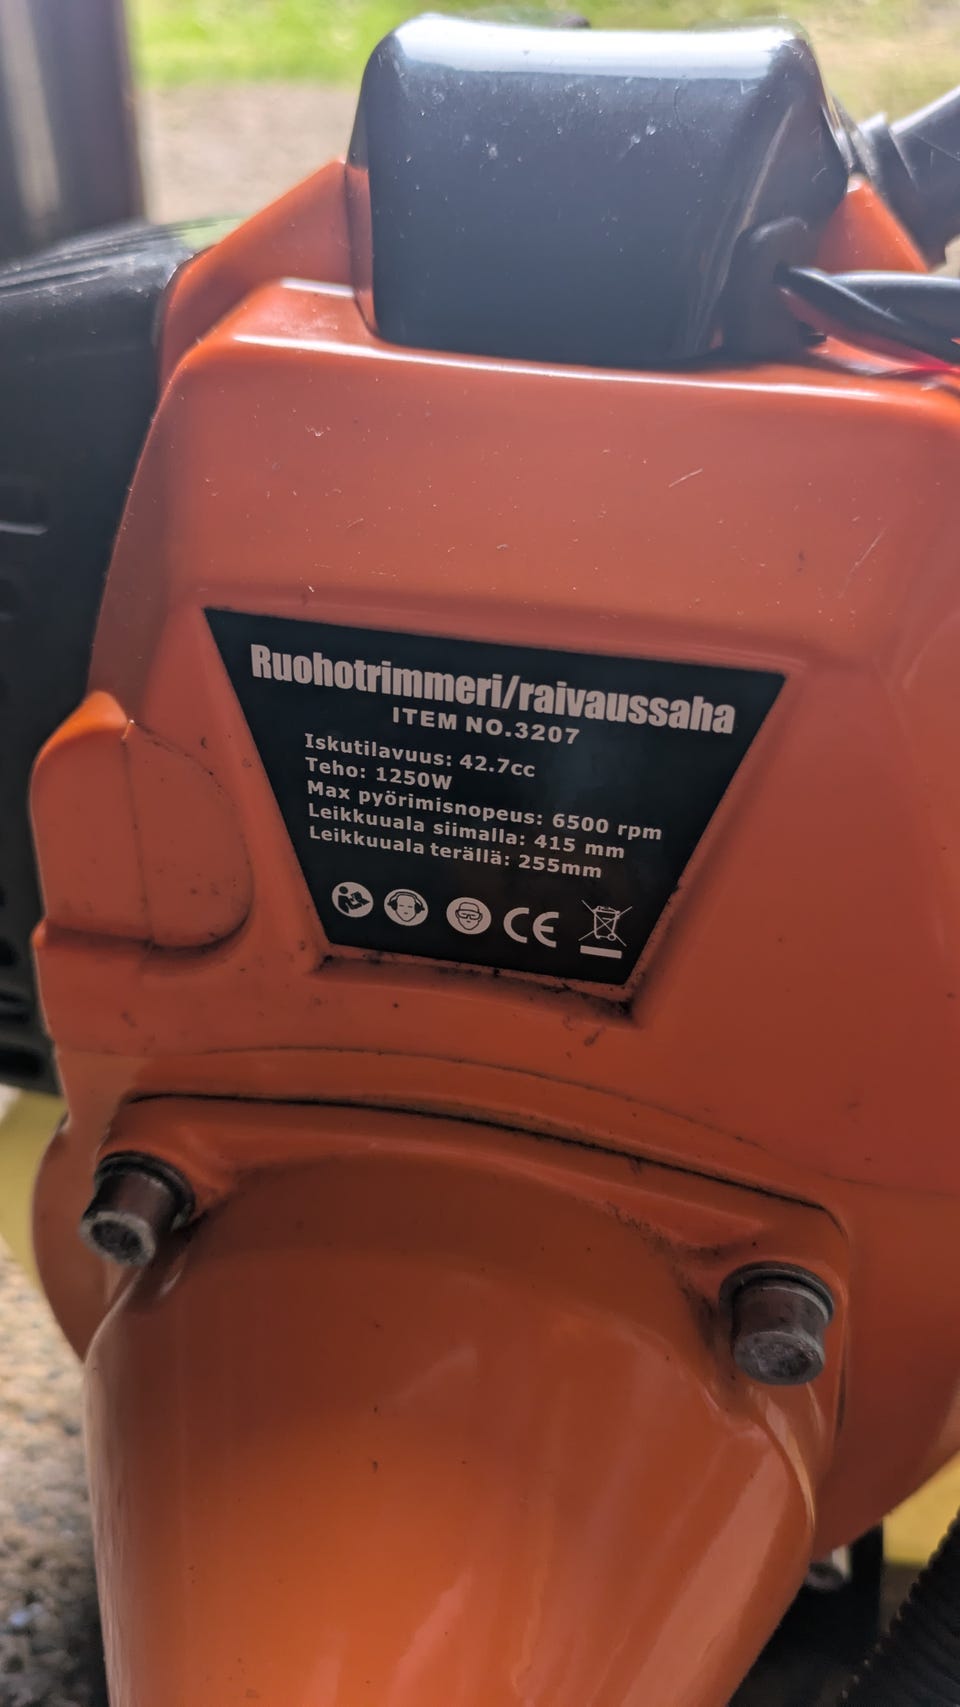 Ruohotrimmeri/raivaussaha
ITEM NO.3207
Iskutilavuus: 42.7cc
Teho: 1250W
Max pyörimisnopeus: 6500 rpm
Leikkuuala siimalla: 415 mm
Leikkuuala terällä: 255mm
CE